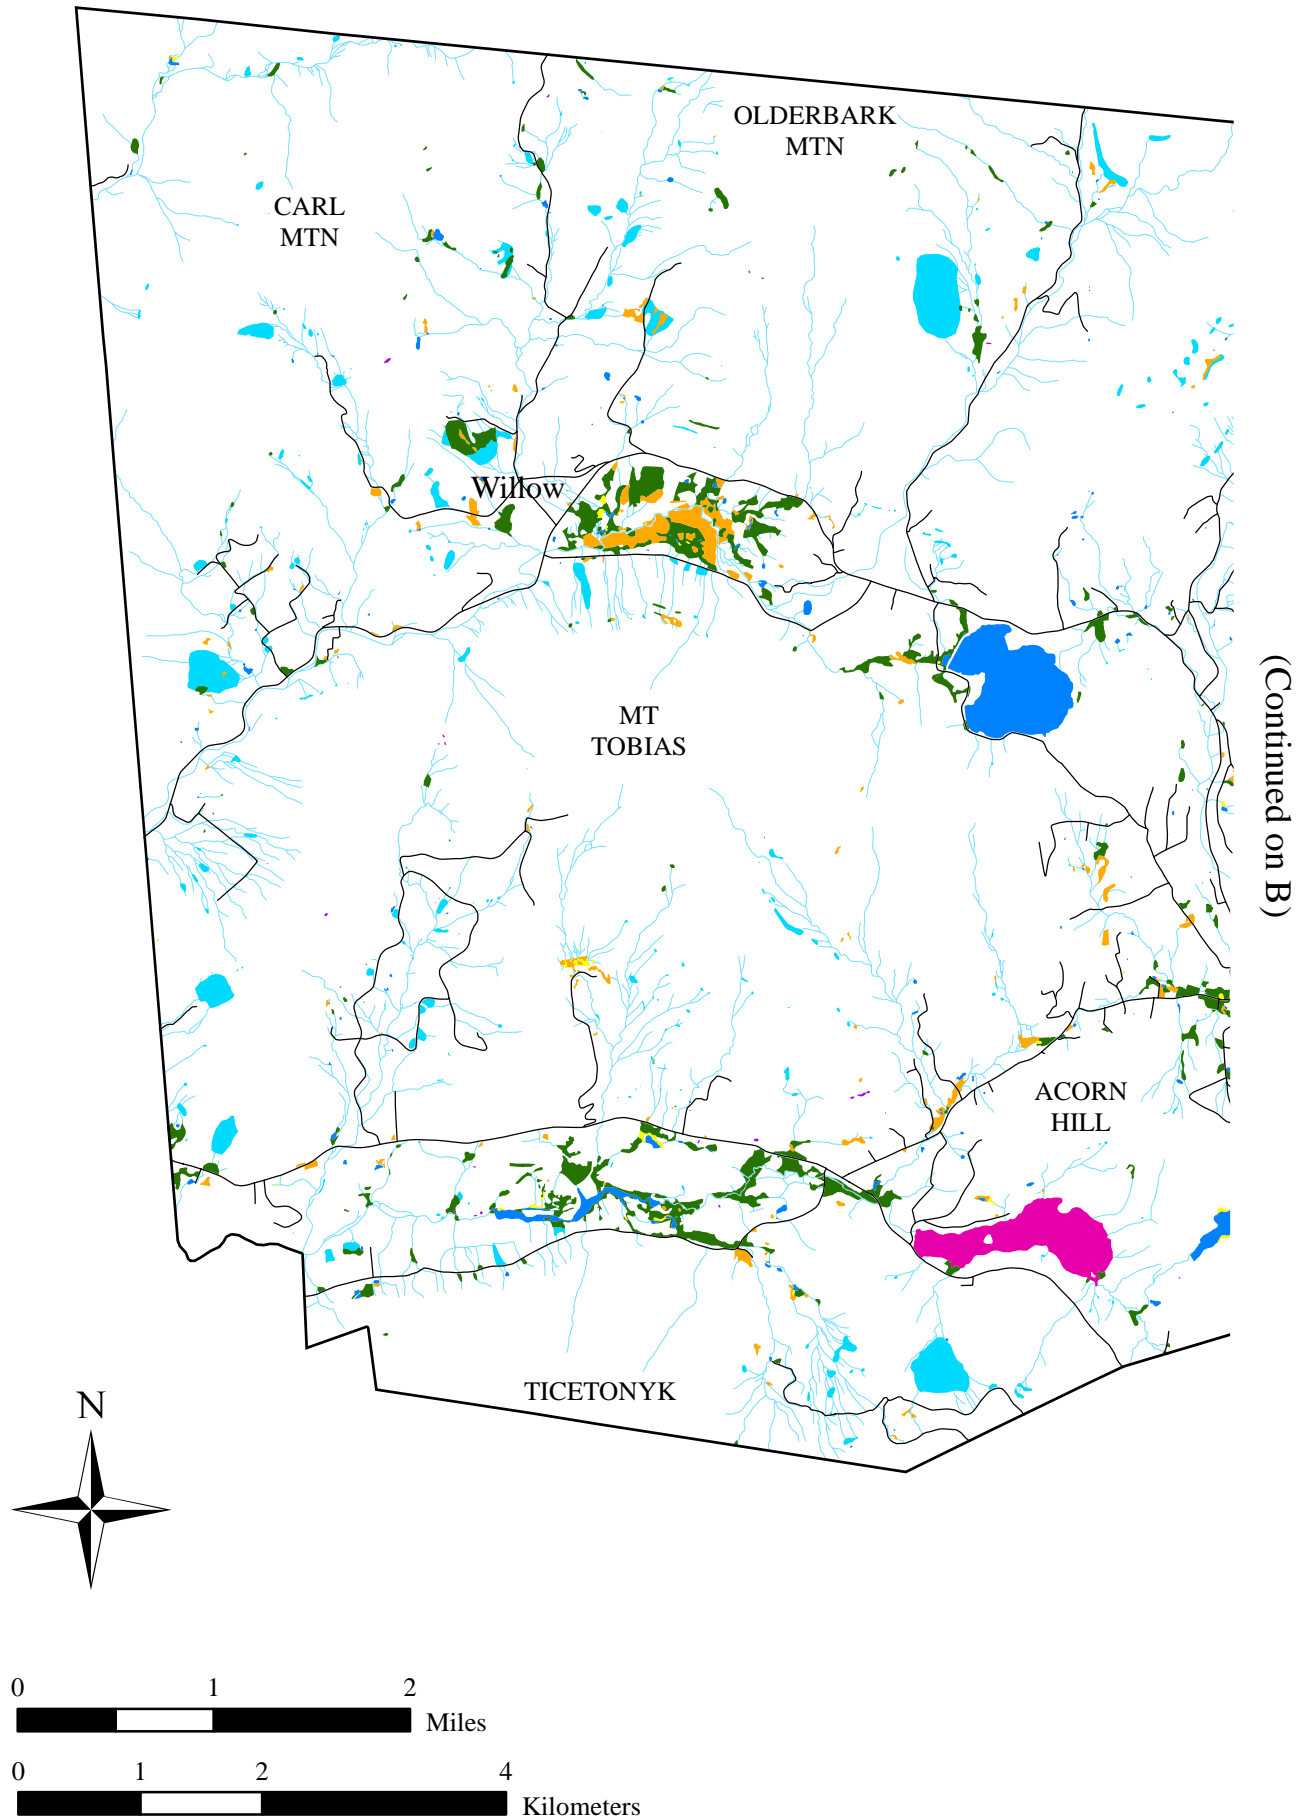 OLDERBARK
MTN
CARL
MTN
Willow
(Continued on B)
MT
TOBIAS
ACORN
HILL
TICETONYK
N
0 1 2
Miles
0 1 2 4
Kilometers